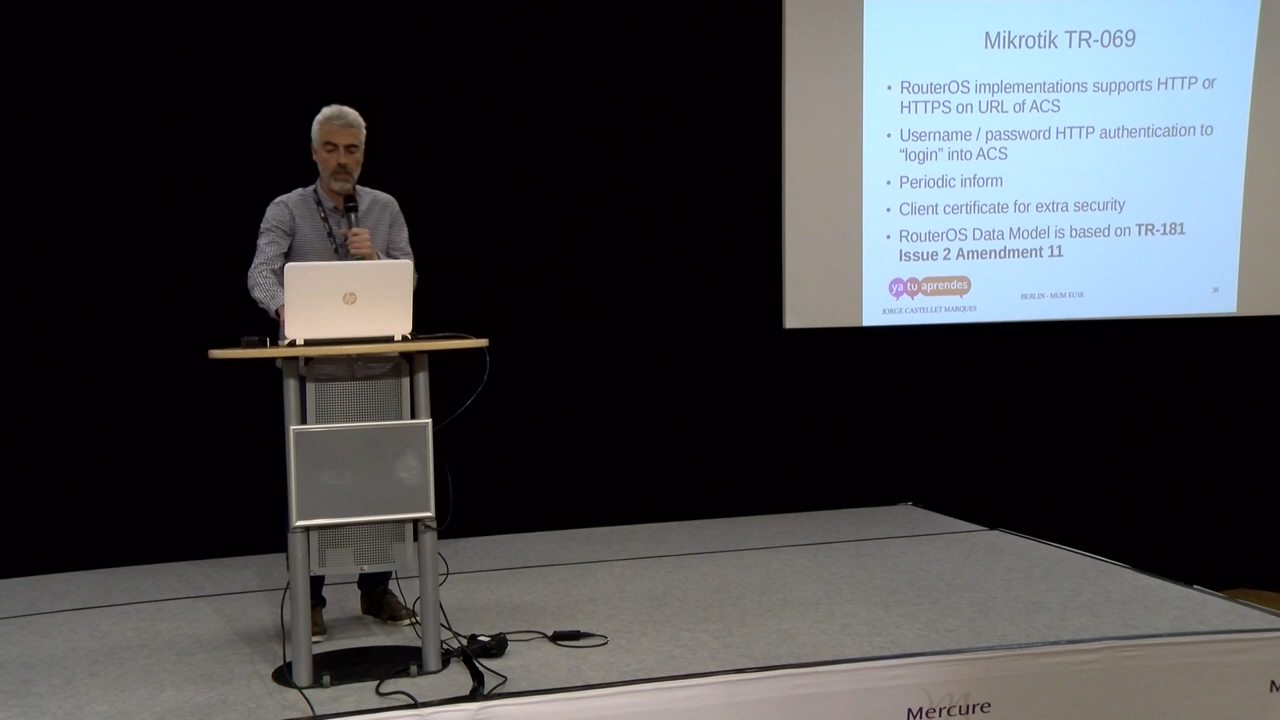 Mikrotik TR-069
• RouterOS implementations supports HTTP or
HTTPS on URL of ACS
• Username / password HTTP authentication to
“login” into ACS
• Periodic inform
• Client certificate for extra security
• RouterOS Data Model is based on TR-181
Issue 2 Amendment 11
ya tu aprendes
JORGE CASTELLET MARQUES
BERLIN - MUM EU18
30
hp
Mercure
M